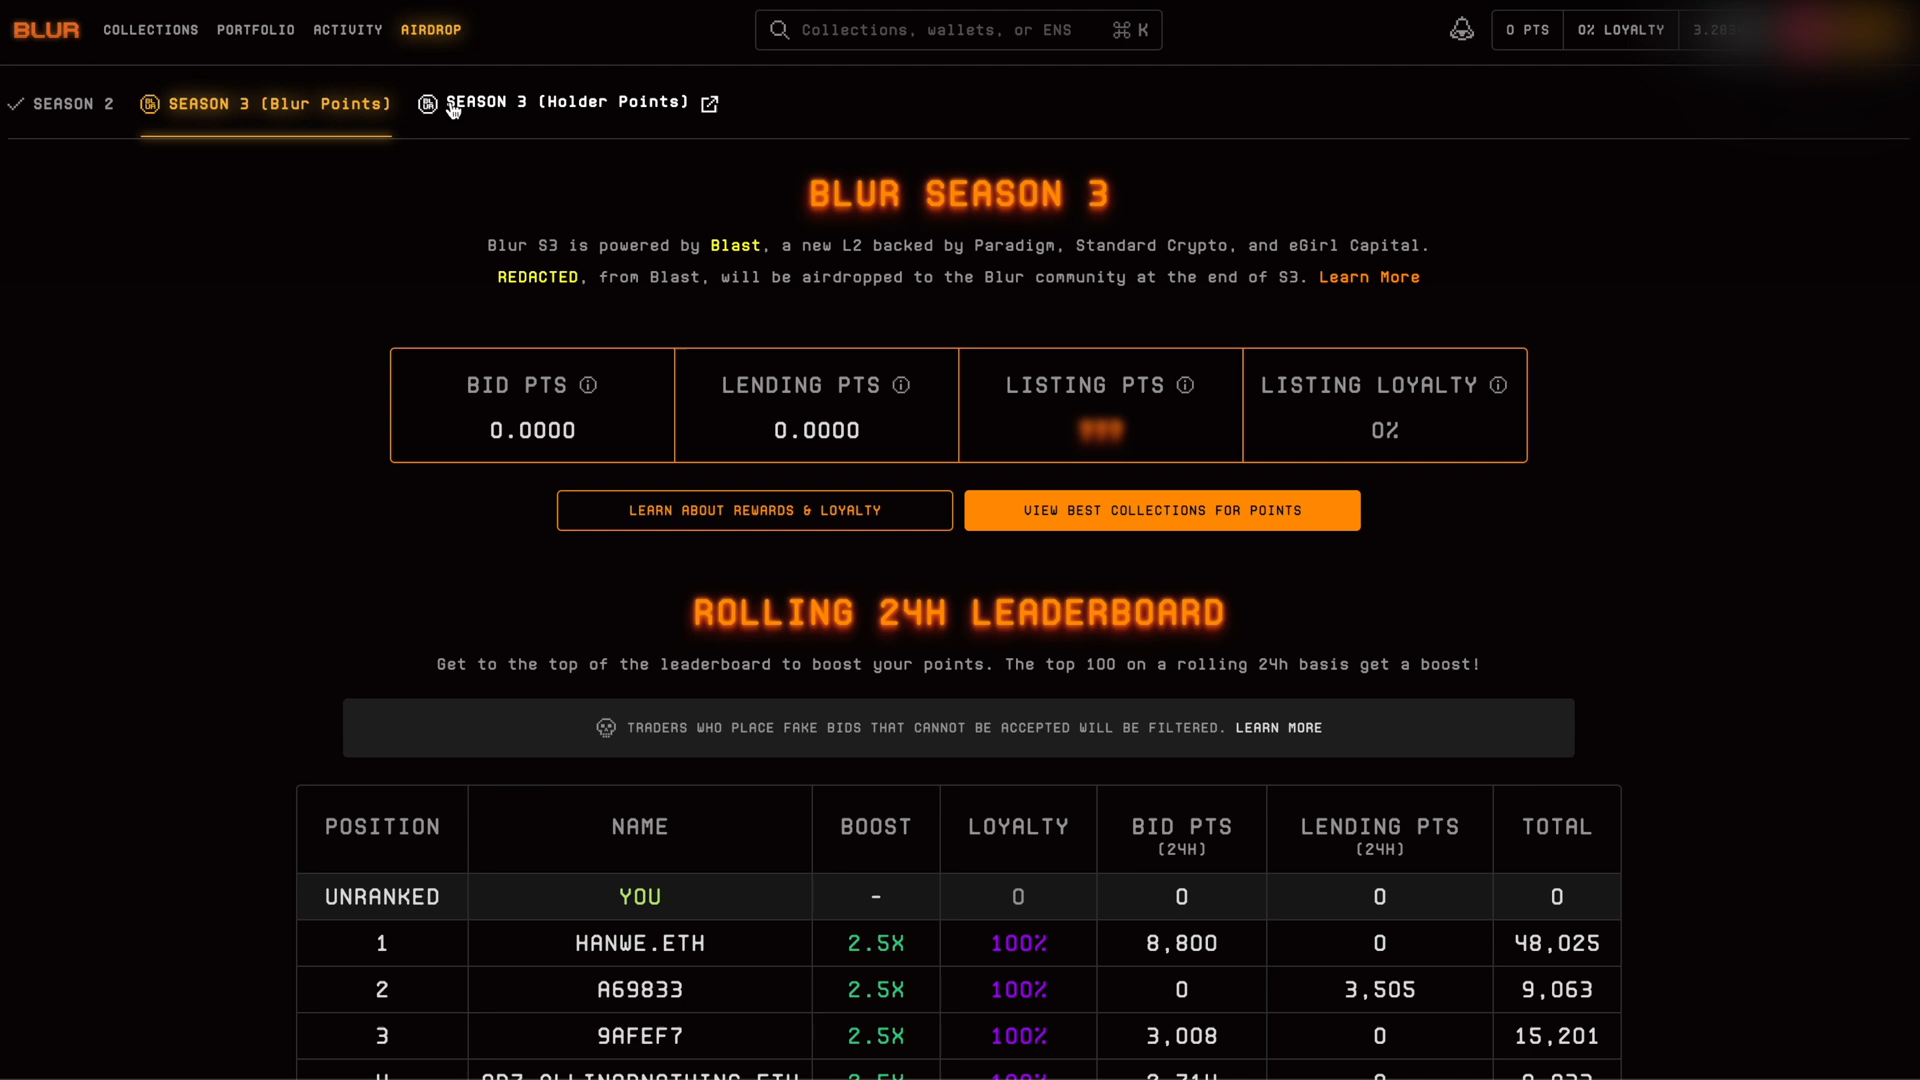 BLUR COLLECTIONS PORTFOLIO ACTIVITY AIRDROP Collections, wallets, or ENS ⌘ K 0 PTS 0% LOYALTY
SEASON 2 SEASON 3 (Blur Points) SEASON 3 (Holder Points)
BLUR SEASON 3
Blur S3 is powered by Blast, a new L2 backed by Paradigm, Standard Crypto, and eGirl Capital.
REDACTED, from Blast, will be airdropped to the Blur community at the end of S3. Learn More
BID PTS LENDING PTS LISTING PTS LISTING LOYALTY
0.0000 0.0000 0%
LEARN ABOUT REWARDS & LOYALTY VIEW BEST COLLECTIONS FOR POINTS
ROLLING 24H LEADERBOARD
Get to the top of the leaderboard to boost your points. The top 100 on a rolling 24h basis get a boost!
TRADERS WHO PLACE FAKE BIDS THAT CANNOT BE ACCEPTED WILL BE FILTERED. LEARN MORE
POSITION NAME BOOST LOYALTY BID PTS LENDING PTS TOTAL
(24H) (24H)
UNRANKED YOU - 0 0 0 0
1 HANWE.ETH 2.5X 100% 8,800 0 48,025
2 A69833 2.5X 100% 0 3,505 9,063
3 9AFEF7 2.5X 100% 3,008 0 15,201